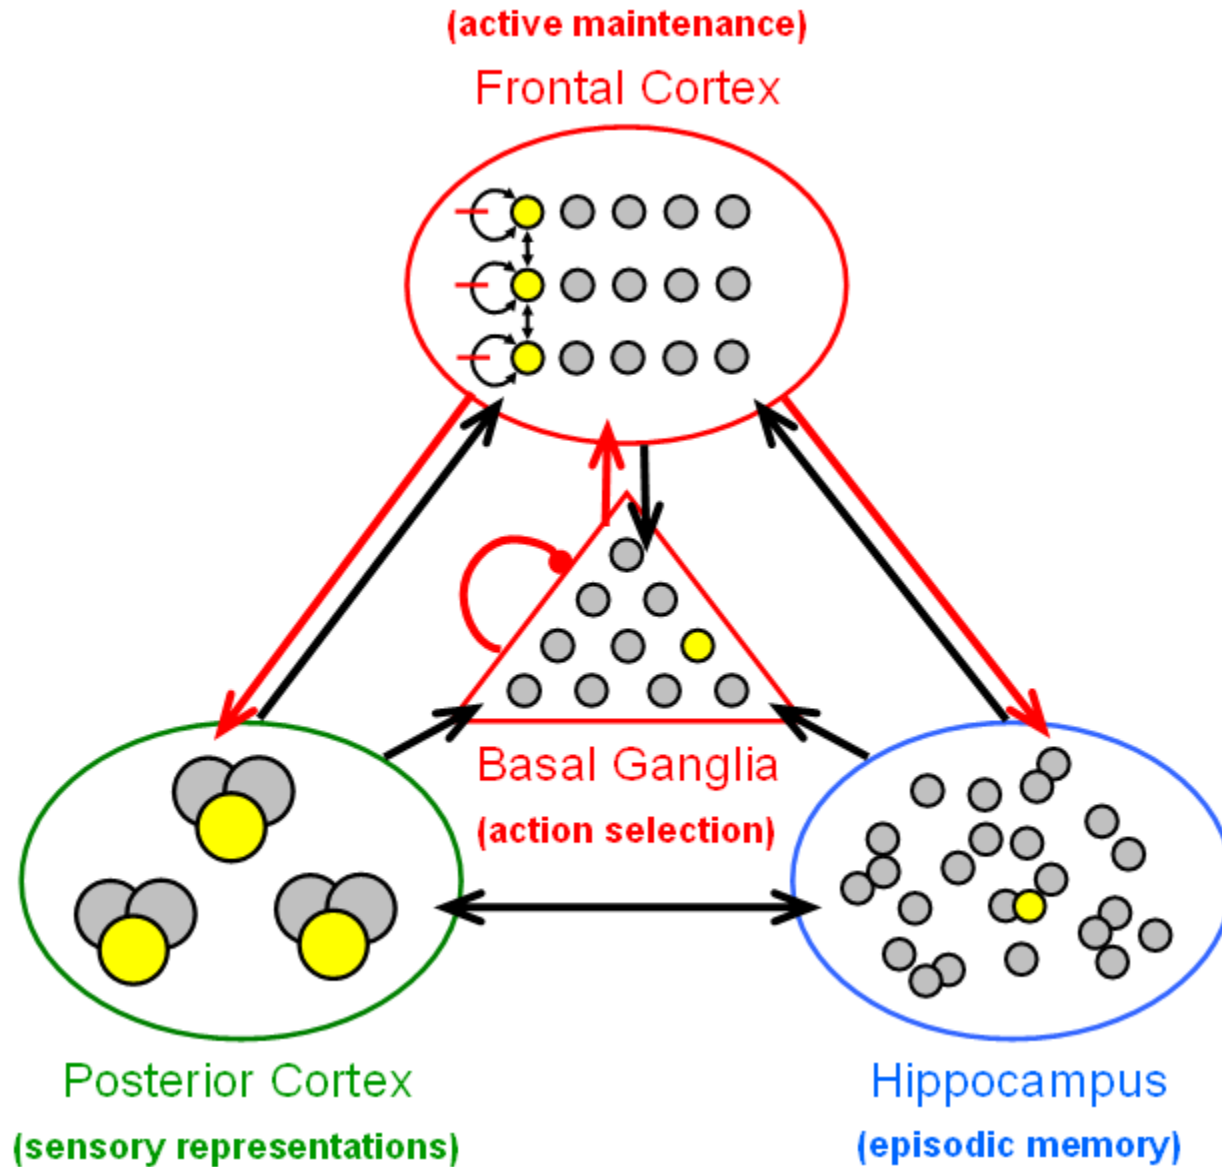 (active maintenance)
Frontal Cortex
Basal Ganglia
(action selection)
Posterior Cortex
(sensory representations)
Hippocampus
(episodic memory)